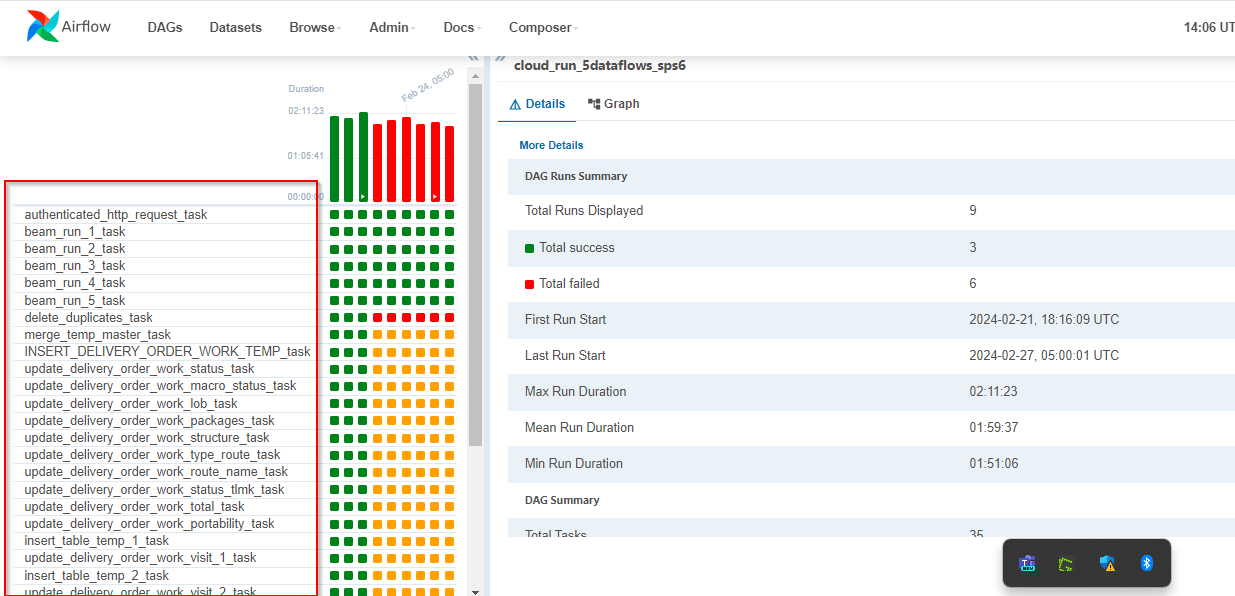 Airflow
DAGs
Datasets
Browse
Admin
Docs
Composer
14:06 UT
cloud_run_5dataflows_sps6
Duration
Feb 24, 05:00
02:11:23
01:05:41
00:00:00
Details
Graph
More Details
DAG Runs Summary
Total Runs Displayed 9
Total success 3
Total failed 6
First Run Start 2024-02-21, 18:16:09 UTC
Last Run Start 2024-02-27, 05:00:01 UTC
Max Run Duration 02:11:23
Mean Run Duration 01:59:37
Min Run Duration 01:51:06
DAG Summary
Total Tasks 35
authenticated_http_request_task
beam_run_1_task
beam_run_2_task
beam_run_3_task
beam_run_4_task
beam_run_5_task
delete_duplicates_task
merge_temp_master_task
INSERT_DELIVERY_ORDER_WORK_TEMP_task
update_delivery_order_work_status_task
update_delivery_order_work_macro_status_task
update_delivery_order_work_lob_task
update_delivery_order_work_packages_task
update_delivery_order_work_structure_task
update_delivery_order_work_type_route_task
update_delivery_order_work_route_name_task
update_delivery_order_work_status_tlmk_task
update_delivery_order_work_total_task
update_delivery_order_work_portability_task
insert_table_temp_1_task
update_delivery_order_work_visit_1_task
insert_table_temp_2_task
update_delivery_order_work_visit_2_task